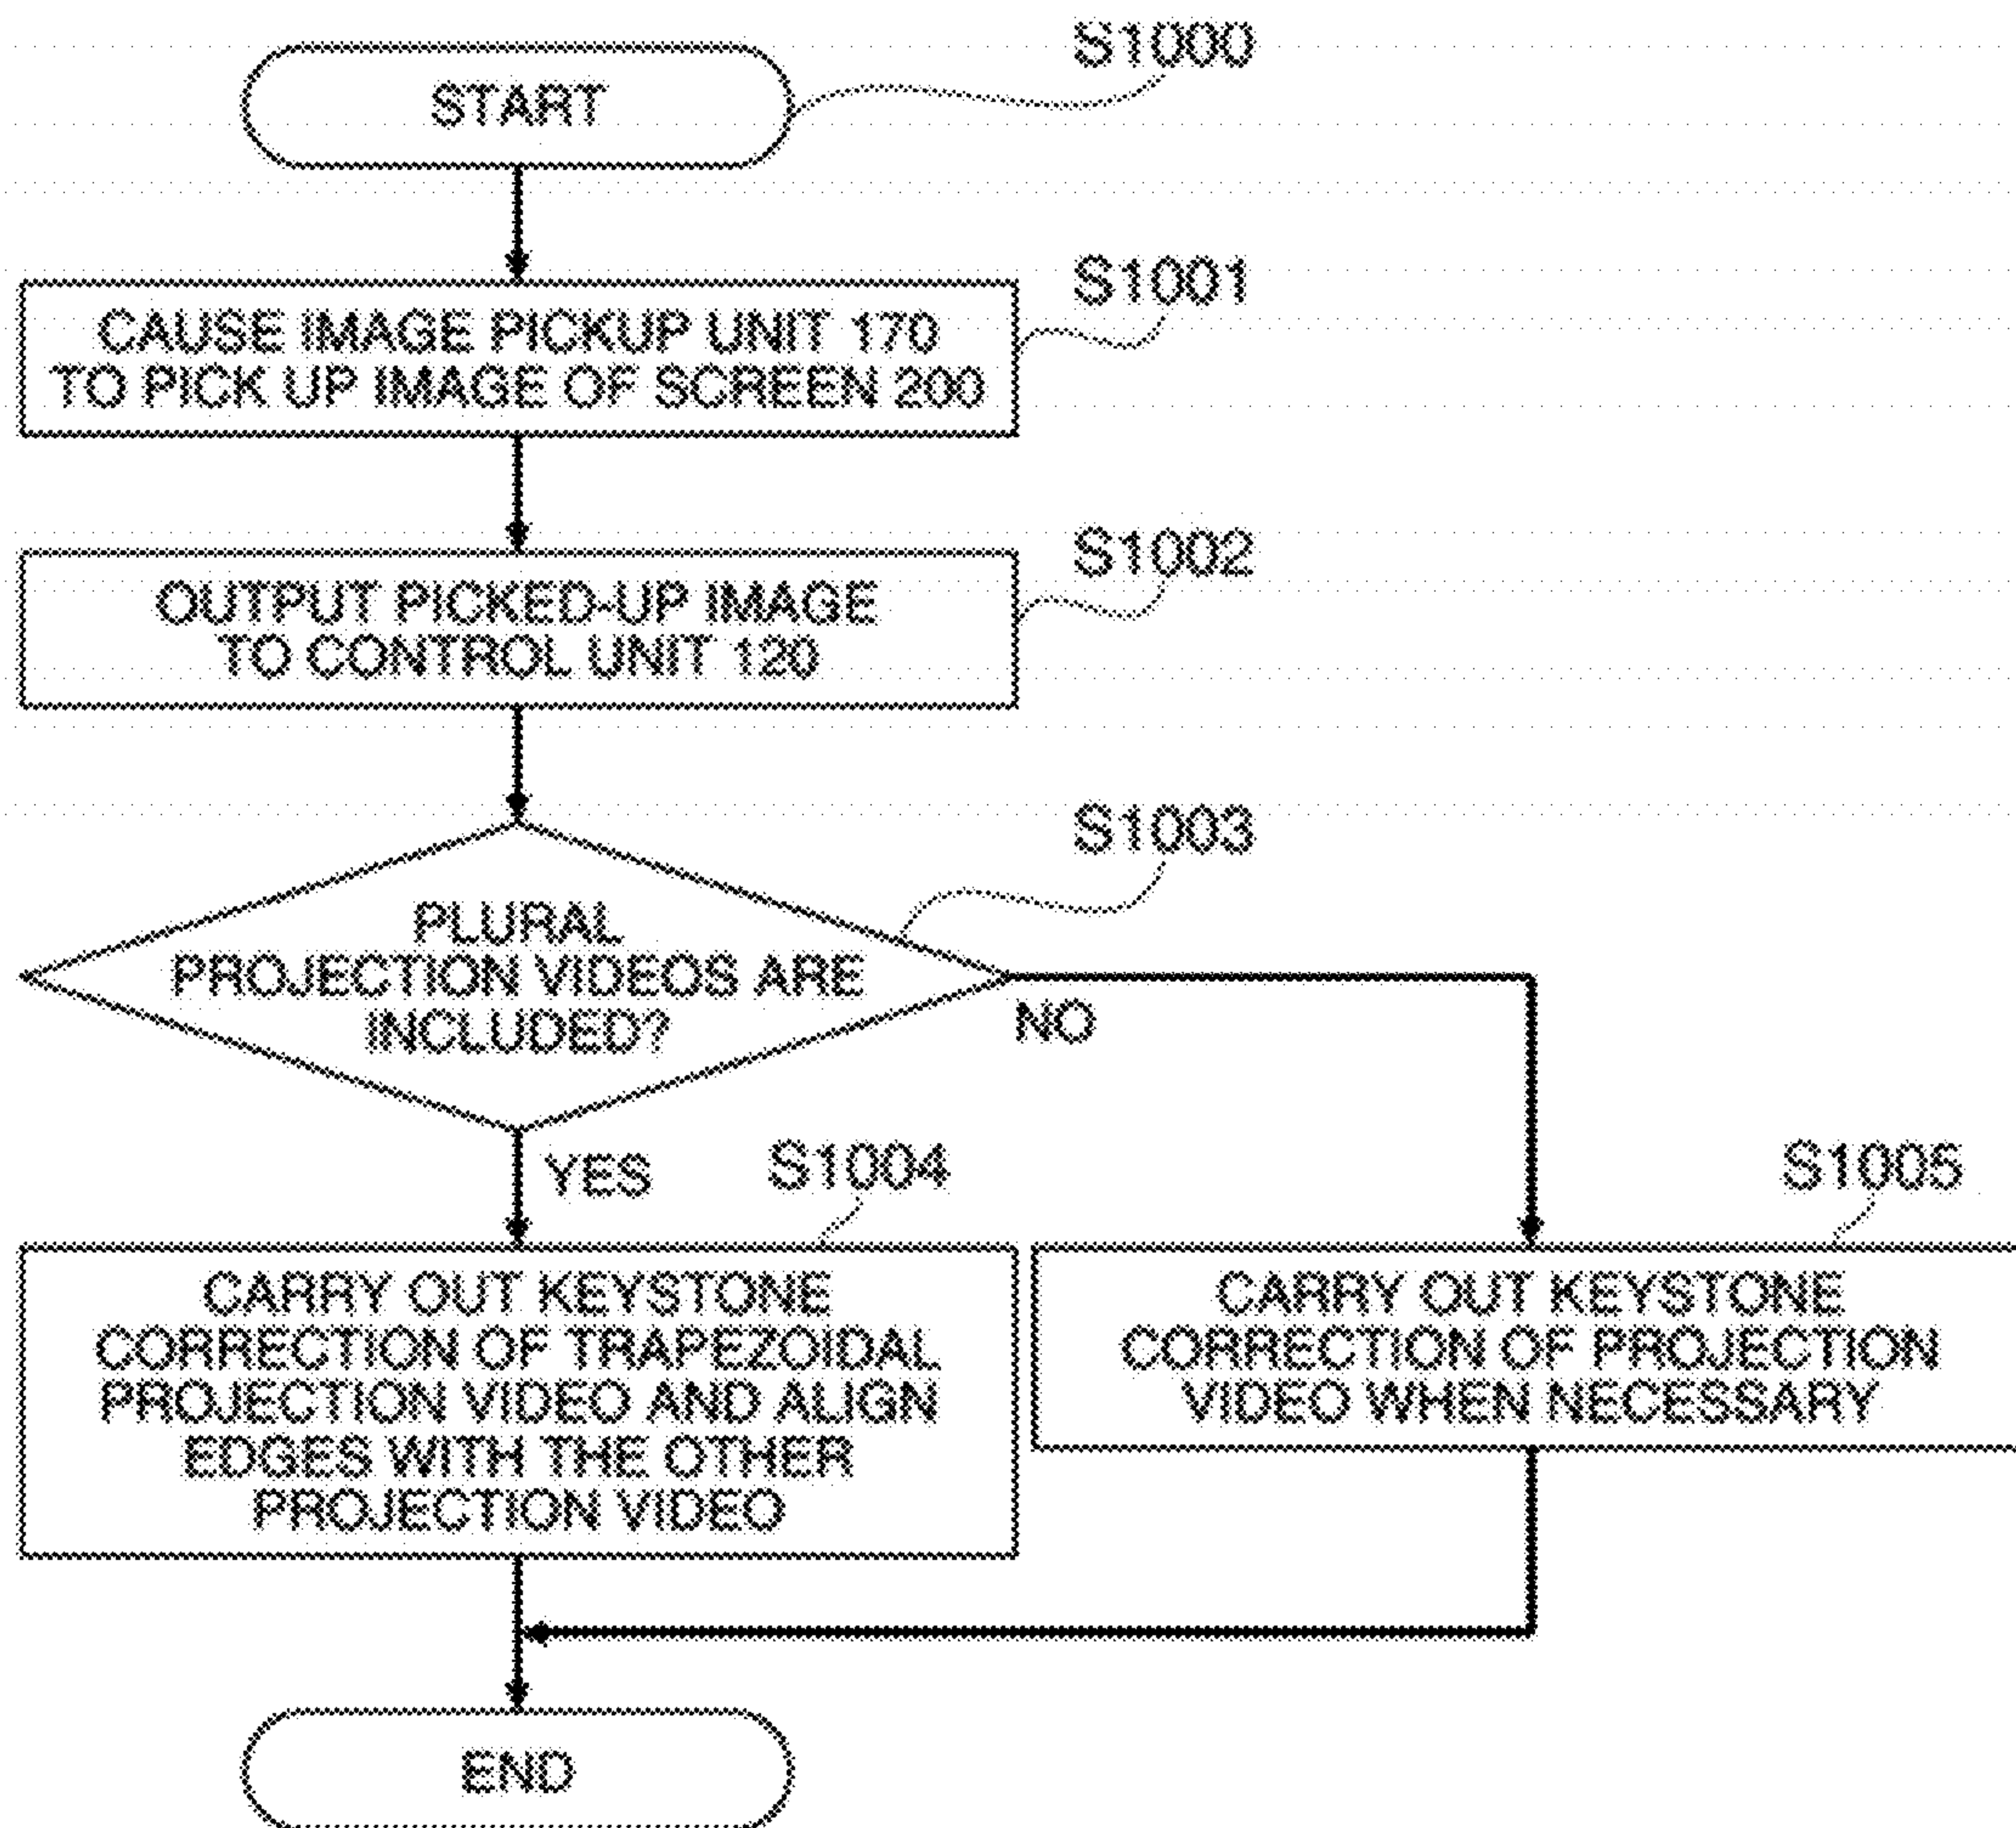 S1000
START
S1001
CAUSE IMAGE PICKUP UNIT 170
TO PICK UP IMAGE OF SCREEN 200
S1002
OUTPUT PICKED-UP IMAGE
TO CONTROL UNIT 120
S1003
PLURAL
PROJECTION VIDEOS ARE
INCLUDED?
NO
YES
S1004
S1005
CARRY OUT KEYSTONE
CORRECTION OF TRAPEZOIDAL
PROJECTION VIDEO AND ALIGN
EDGES WITH THE OTHER
PROJECTION VIDEO
CARRY OUT KEYSTONE
CORRECTION OF PROJECTION
VIDEO WHEN NECESSARY
END